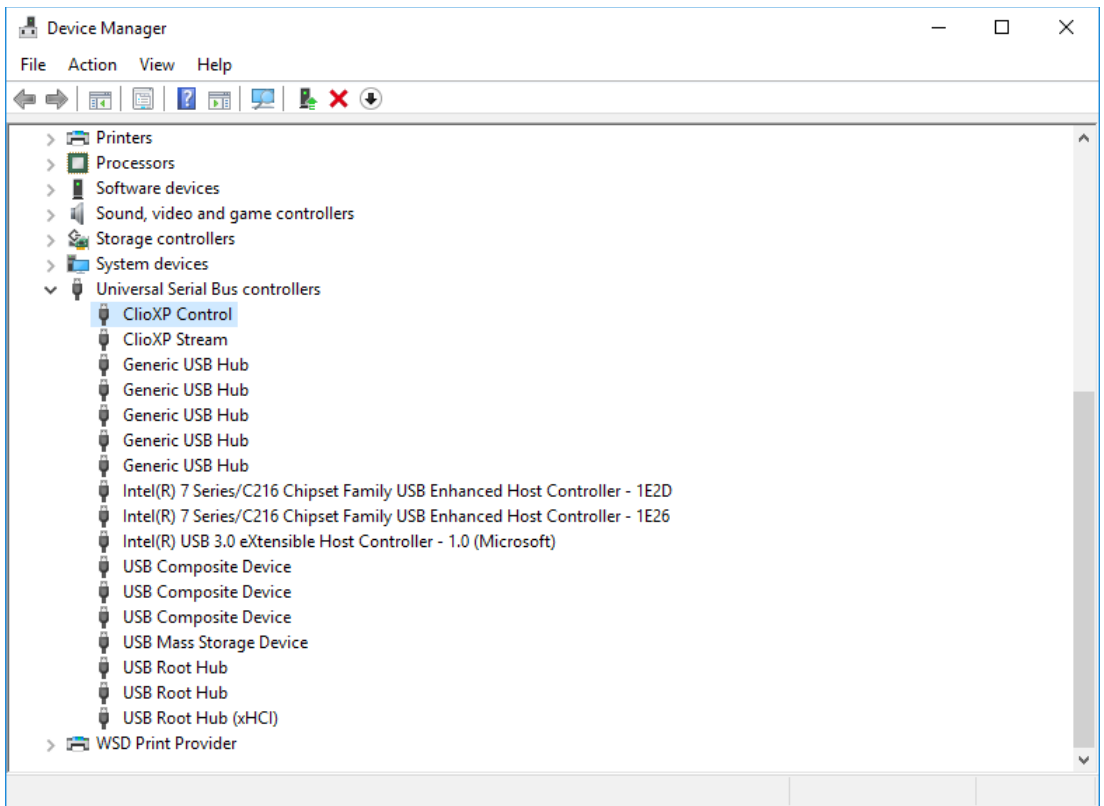 Device Manager
File Action View Help
Printers
Processors
Software devices
Sound, video and game controllers
Storage controllers
System devices
Universal Serial Bus controllers
ClioXP Control
ClioXP Stream
Generic USB Hub
Generic USB Hub
Generic USB Hub
Generic USB Hub
Generic USB Hub
Intel(R) 7 Series/C216 Chipset Family USB Enhanced Host Controller - 1E2D
Intel(R) 7 Series/C216 Chipset Family USB Enhanced Host Controller - 1E26
Intel(R) USB 3.0 eXtensible Host Controller - 1.0 (Microsoft)
USB Composite Device
USB Composite Device
USB Composite Device
USB Mass Storage Device
USB Root Hub
USB Root Hub
USB Root Hub (xHCI)
WSD Print Provider